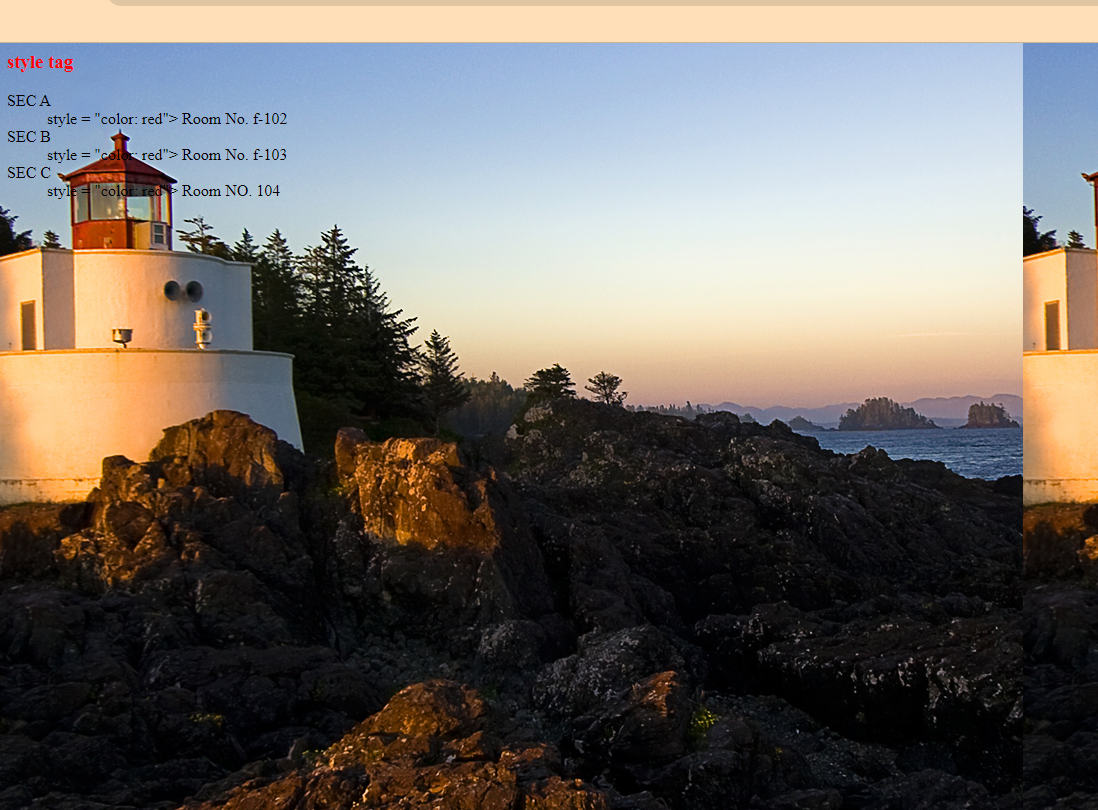 style tag
SEC A
style = "color: red"> Room No. f-102
SEC B
style = "color: red"> Room No. f-103
SEC C
style = "color: red"> Room NO. 104